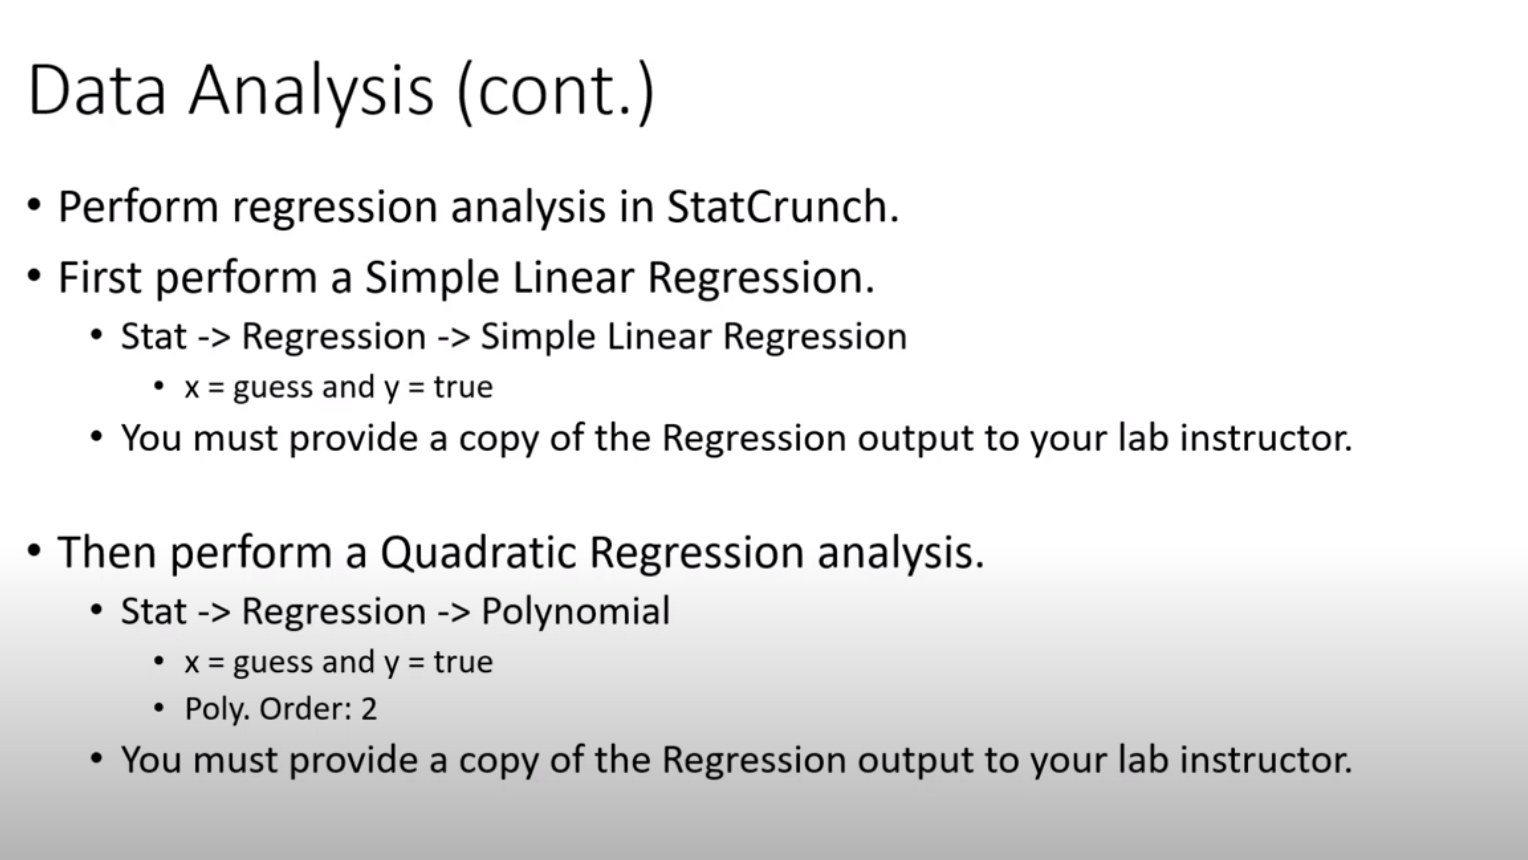 Data Analysis (cont.)
• Perform regression analysis in StatCrunch.
• First perform a Simple Linear Regression.
• Stat -> Regression -> Simple Linear Regression
• x = guess and y = true
• You must provide a copy of the Regression output to your lab instructor.
• Then perform a Quadratic Regression analysis.
• Stat -> Regression -> Polynomial
• x = guess and y = true
• Poly. Order: 2
• You must provide a copy of the Regression output to your lab instructor.